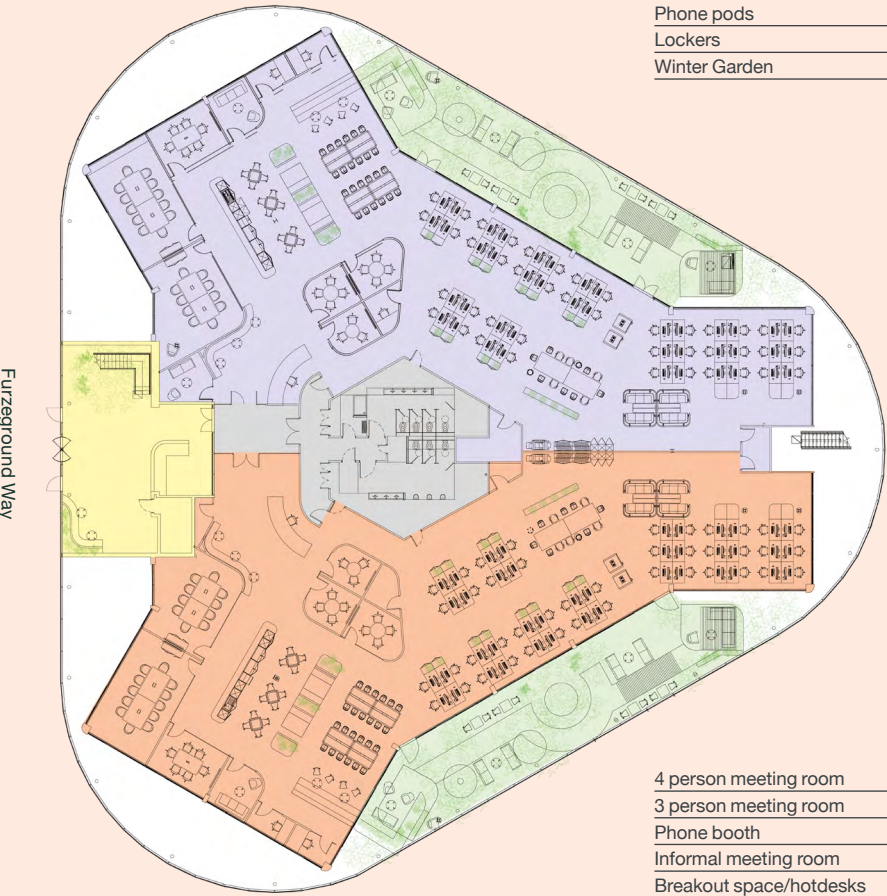 Phone pods
Lockers
Winter Garden
Furzeground Way
4 person meeting room
3 person meeting room
Phone booth
Informal meeting room
Breakout space/hotdesks